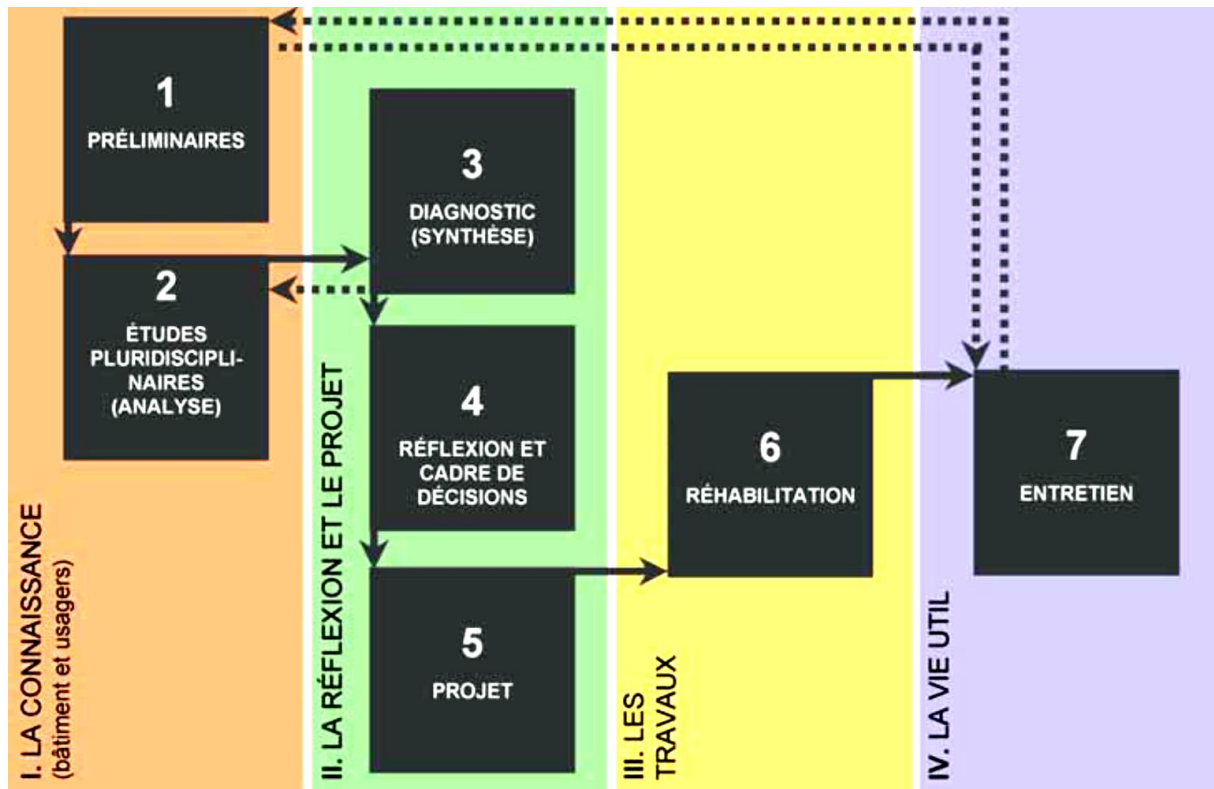 1
PRÉLIMINAIRES
2
ÉTUDES
PLURIDISCIPLI-
NAIRES
(ANALYSE)
I. LA CONNAISSANCE
(bâtiment et usagers)
3
DIAGNOSTIC
(SYNTHÈSE)
4
RÉFLEXION ET
CADRE DE
DÉCISIONS
5
PROJET
II. LA RÉFLEXION ET LE PROJET
6
RÉHABILITATION
III. LES
TRAVAUX
7
ENTRETIEN
IV. LA VIE UTIL